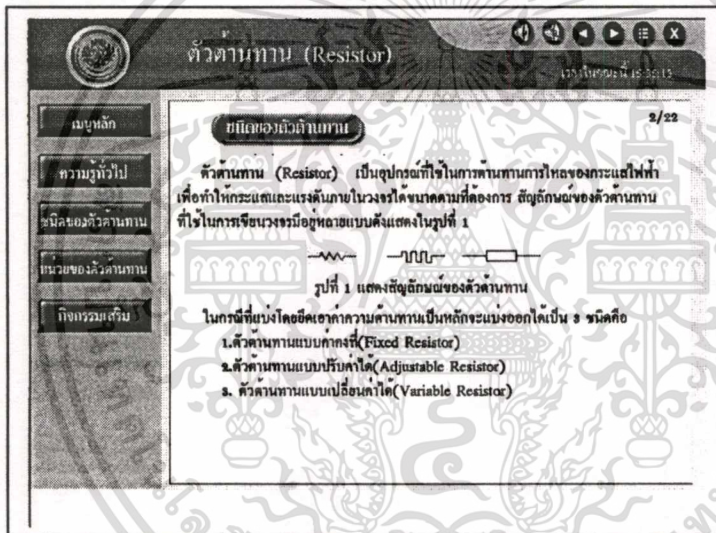 ตัวต้านทาน (Resistor)
เมนูหลัก
ความรู้ทั่วไป
ชนิดของตัวต้านทาน
หน่วยของตัวต้านทาน
กิจกรรมเสริม
ชนิดของตัวต้านทาน
2/22
ตัวต้านทาน (Resistor) เป็นอุปกรณ์ที่ใช้ในการต้านทานการไหลของกระแสไฟฟ้า
เพื่อทำให้กระแสและแรงดันภายในวงจรได้ขนาดตามที่ต้องการ สัญลักษณ์ของตัวต้านทาน
ที่ใช้ในการเขียนวงจรมีอยู่หลายแบบดังแสดงในรูปที่ 1
รูปที่ 1 แสดงสัญลักษณ์ของตัวต้านทาน
ในกรณีที่แบ่งโดยยึดเอาค่าความต้านทานเป็นหลักจะแบ่งออกได้เป็น 3 ชนิดคือ
1.ตัวต้านทานแบบค่าคงที่(Fixed Resistor)
2.ตัวต้านทานแบบปรับค่าได้(Adjustable Resistor)
3. ตัวต้านทานแบบเปลี่ยนค่าได้(Variable Resistor)